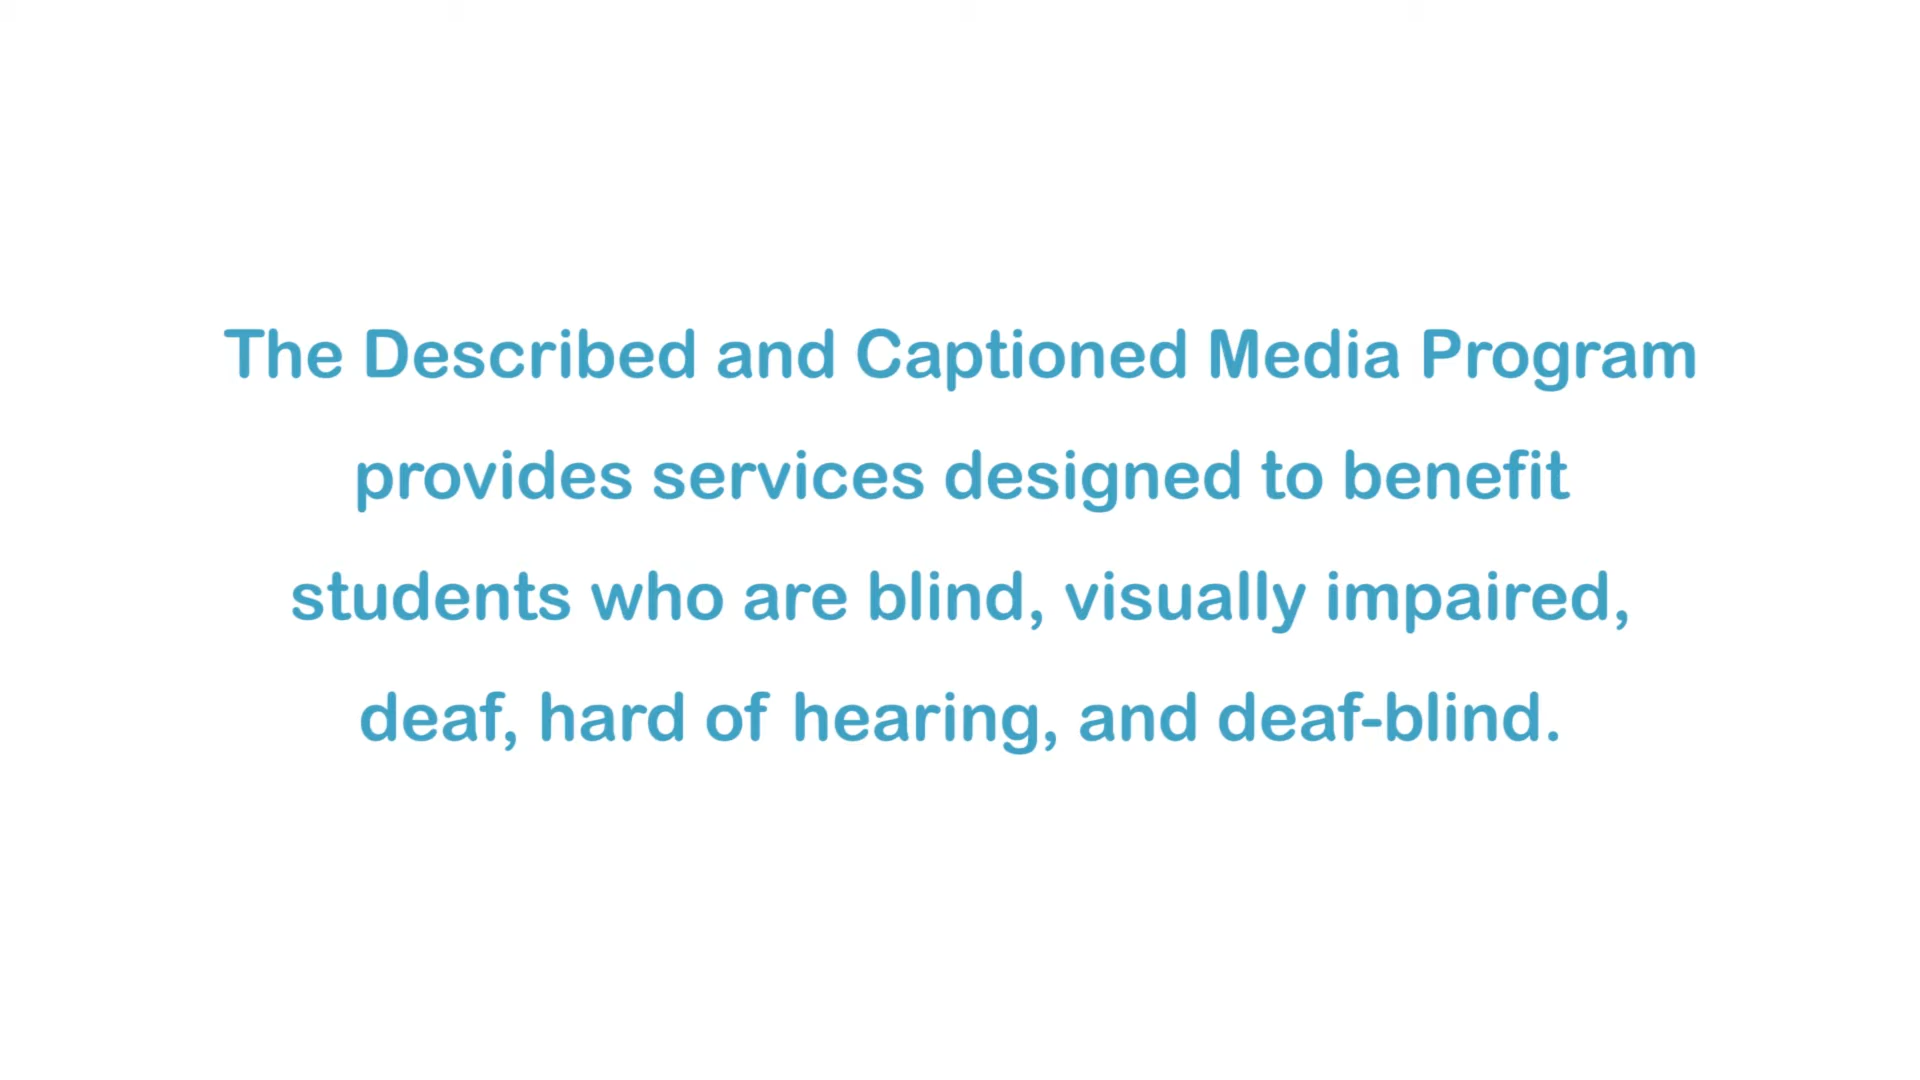 The Described and Captioned Media Program
provides services designed to benefit
students who are blind, visually impaired,
deaf, hard of hearing, and deaf-blind.